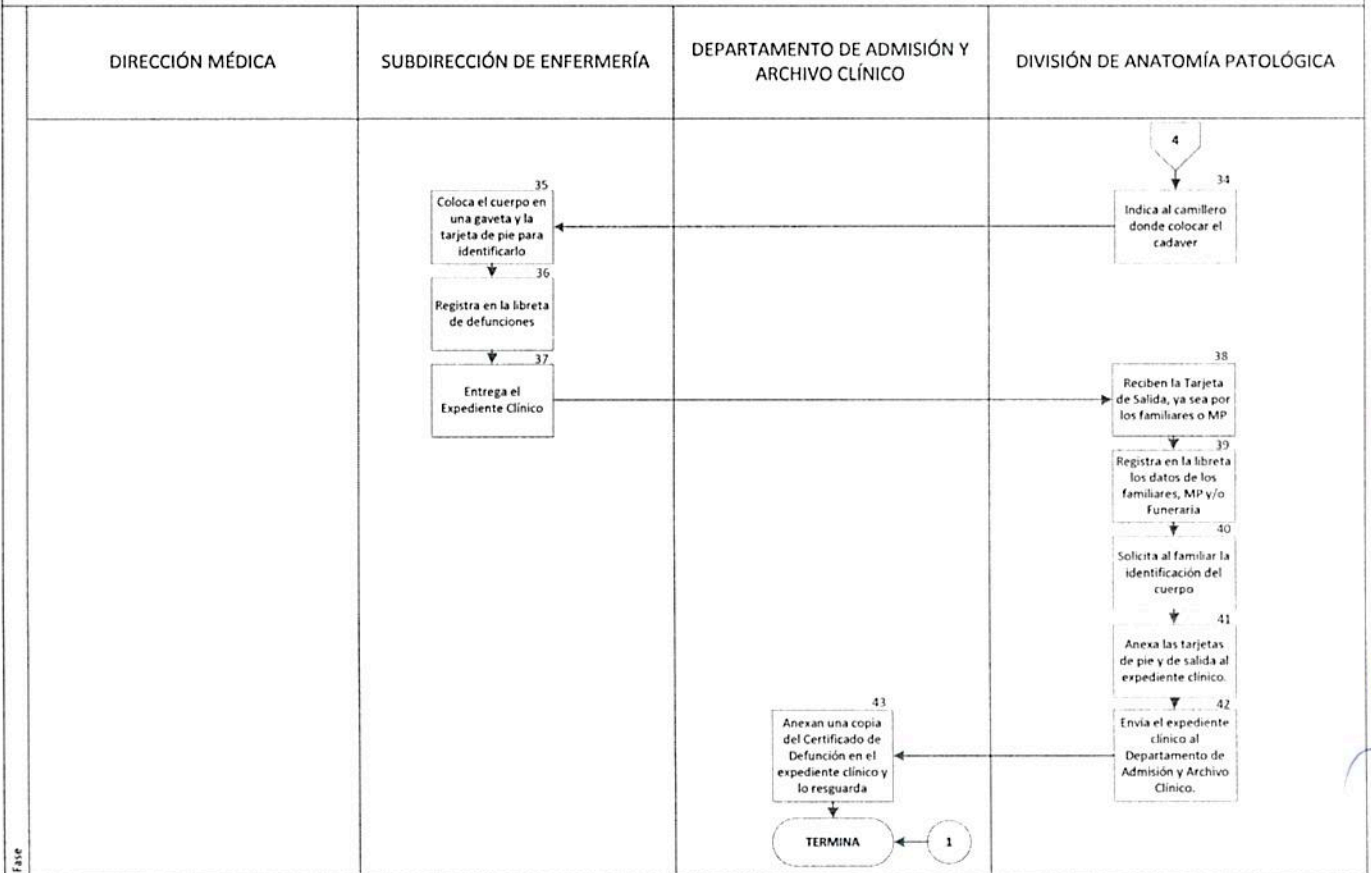 DIRECCIÓN MÉDICA
SUBDIRECCIÓN DE ENFERMERÍA
DEPARTAMENTO DE ADMISIÓN Y
ARCHIVO CLÍNICO
DIVISIÓN DE ANATOMÍA PATOLÓGICA
4
34
Indica al camillero
donde colocar el
cadaver
35
Coloca el cuerpo en
una gaveta y la
tarjeta de pie para
identificarlo
36
Registra en la libreta
de defunciones
37
Entrega el
Expediente Clínico
38
Reciben la Tarjeta
de Salida, ya sea por
los familiares o MP
39
Registra en la libreta
los datos de los
familiares, MP y/o
Funeraria
40
Solicita al familiar la
identificación del
cuerpo
41
Anexa las tarjetas
de pie y de salida al
expediente clínico.
42
Envía el expediente
clínico al
Departamento de
Admisión y Archivo
Clínico.
43
Anexan una copia
del Certificado de
Defunción en el
expediente clínico y
lo resguarda
TERMINA
1
Fase